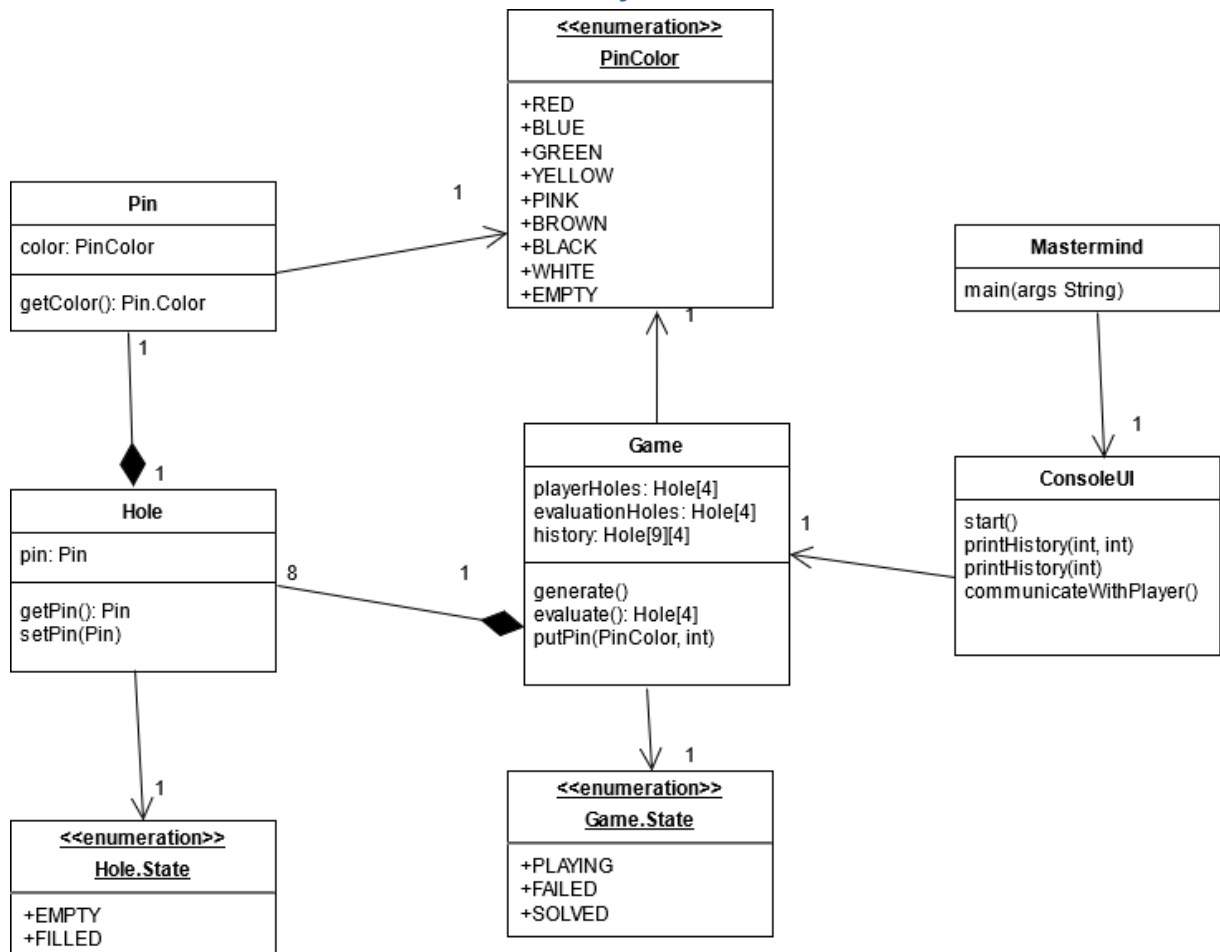 <<enumeration>>
PinColor
+RED
+BLUE
+GREEN
+YELLOW
+PINK
+BROWN
+BLACK
+WHITE
+EMPTY
1
Pin
color: PinColor
getColor(): Pin.Color
1
1
Mastermind
main(args String)
1
1
Hole
pin: Pin
getPin(): Pin
setPin(Pin)
8
1
Game
playerHoles: Hole[4]
evaluationHoles: Hole[4]
history: Hole[9][4]
generate()
evaluate(): Hole[4]
putPin(PinColor, int)
1
ConsoleUI
start()
printHistory(int, int)
printHistory(int)
communicateWithPlayer()
1
<<enumeration>>
Hole.State
+EMPTY
+FILLED
1
<<enumeration>>
Game.State
+PLAYING
+FAILED
+SOLVED